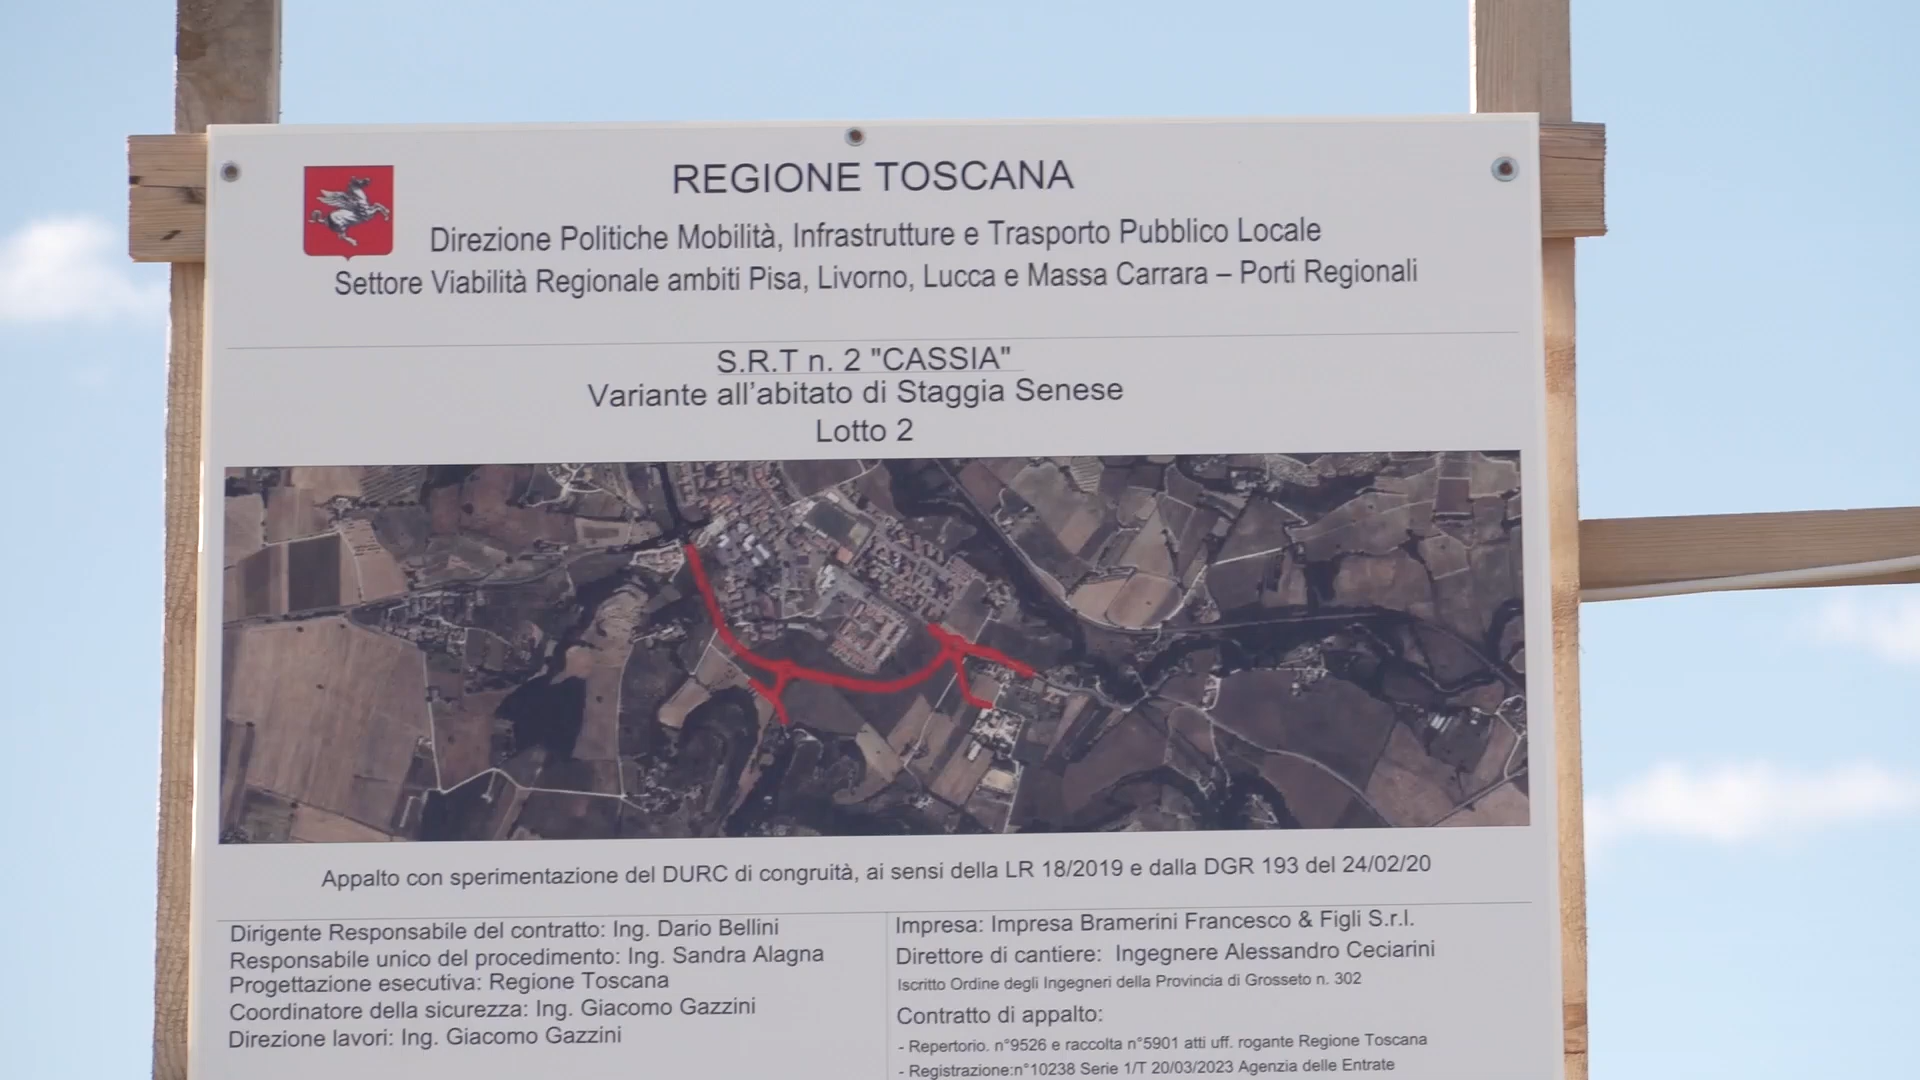 REGIONE TOSCANA
Direzione Politiche Mobilità, Infrastrutture e Trasporto Pubblico Locale
Settore Viabilità Regionale ambiti Pisa, Livorno, Lucca e Massa Carrara – Porti Regionali
S.R.T n. 2 "CASSIA"
Variante all'abitato di Staggia Senese
Lotto 2
Appalto con sperimentazione del DURC di congruità, ai sensi della LR 18/2019 e dalla DGR 193 del 24/02/20
Dirigente Responsabile del contratto: Ing. Dario Bellini
Responsabile unico del procedimento: Ing. Sandra Alagna
Progettazione esecutiva: Regione Toscana
Coordinatore della sicurezza: Ing. Giacomo Gazzini
Direzione lavori: Ing. Giacomo Gazzini
Impresa: Impresa Bramerini Francesco & Figli S.r.l.
Direttore di cantiere: Ingegnere Alessandro Ceciarini
Iscritto Ordine degli Ingegneri della Provincia di Grosseto n. 302
Contratto di appalto:
- Repertorio. n°9526 e raccolta n°5901 atti uff. rogante Regione Toscana
- Registrazione:n°10238 Serie 1/T 20/03/2023 Agenzia delle Entrate